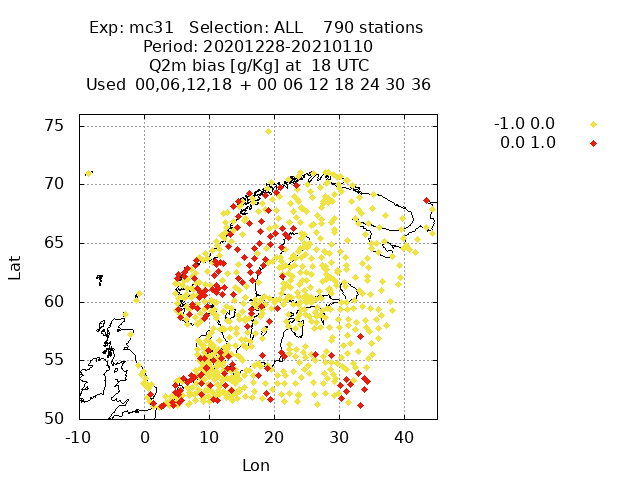 Exp: mc31   Selection: ALL    790 stations
Period: 20201228-20210110
Q2m bias [g/Kg] at  18 UTC
Used  00,06,12,18 + 00 06 12 18 24 30 36
-1.0 0.0
0.0 1.0
75
70
65
60
55
50
Lat
-10 0 10 20 30 40
Lon